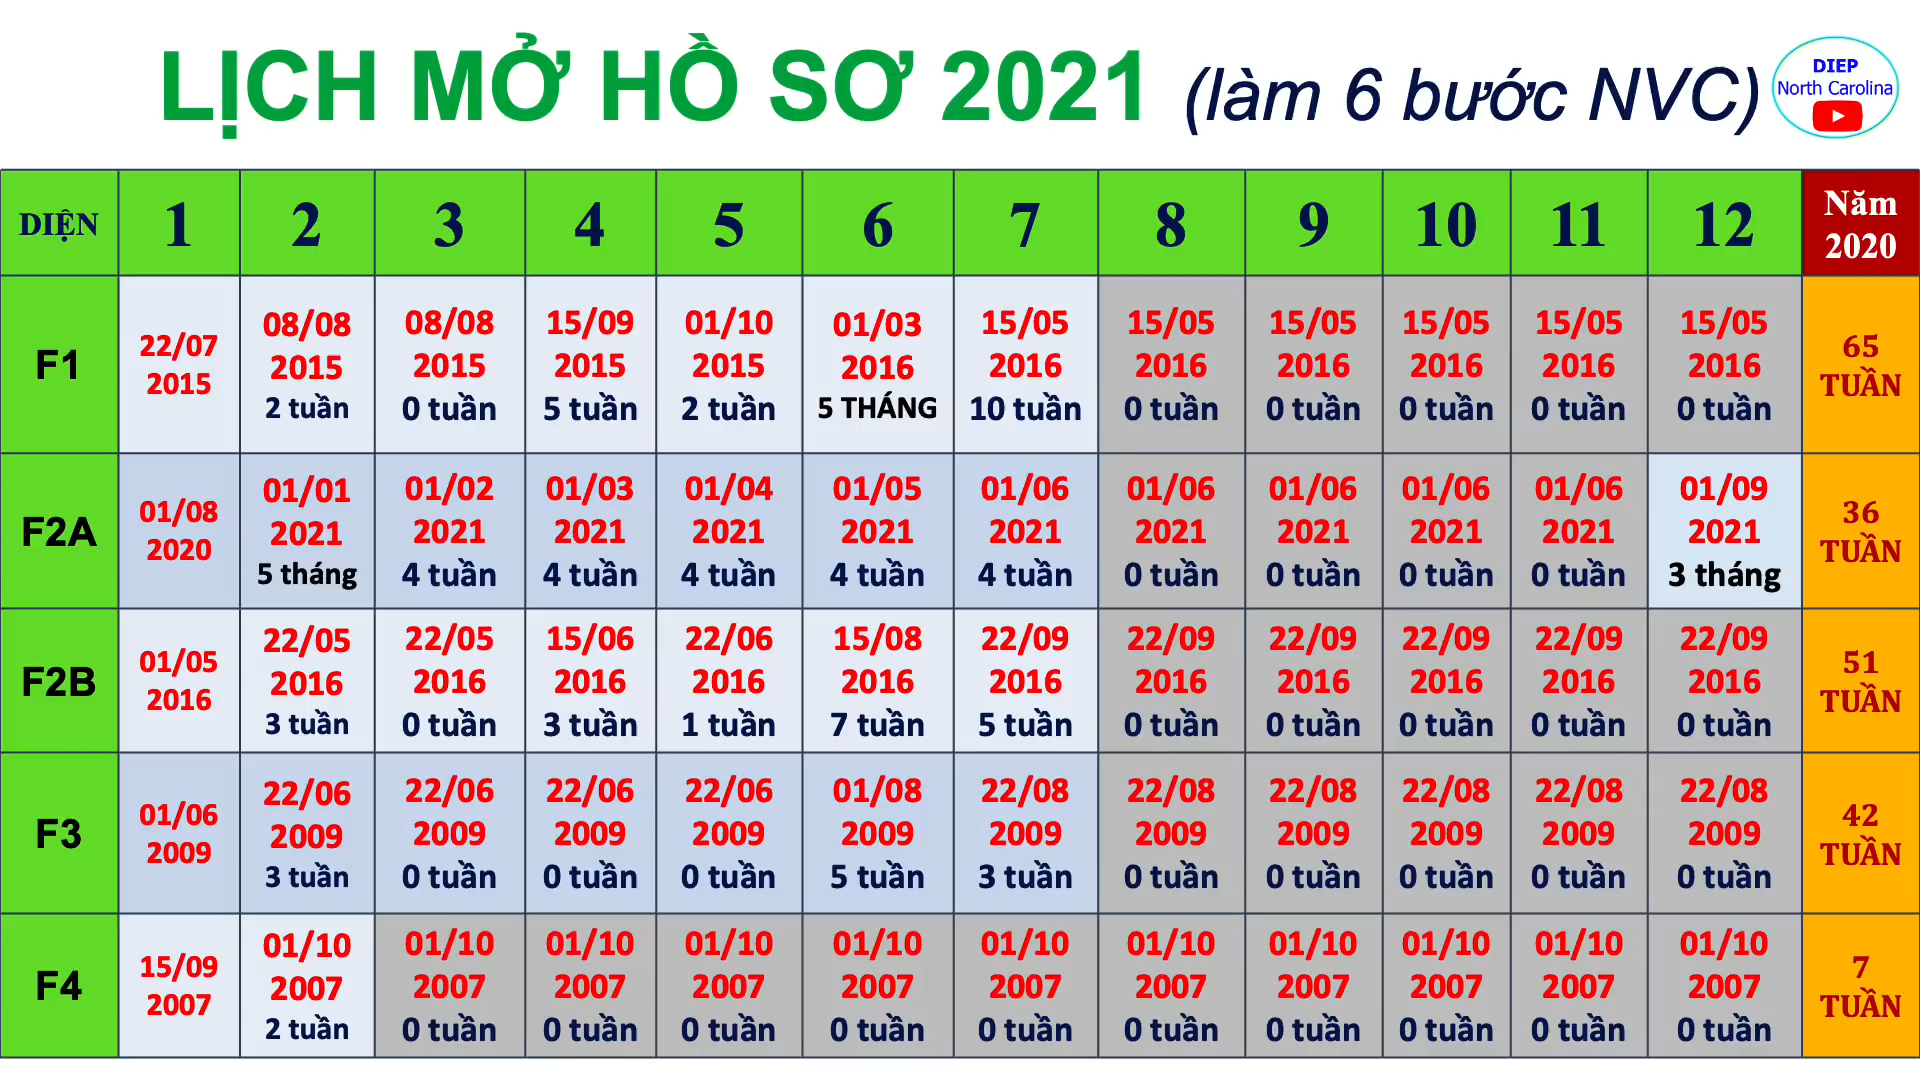 LỊCH MỞ HỒ SƠ 2021 (làm 6 bước NVC)
DIEP
North Carolina
DIỆN 1 2 3 4 5 6 7 8 9 10 11 12 Năm 2020
F1 22/07 2015 08/08 2015 2 tuần 08/08 2015 0 tuần 15/09 2015 5 tuần 01/10 2015 2 tuần 01/03 2016 5 THÁNG 15/05 2016 10 tuần 15/05 2016 0 tuần 15/05 2016 0 tuần 15/05 2016 0 tuần 15/05 2016 0 tuần 15/05 2016 0 tuần 65 TUẦN
F2A 01/08 2020 01/01 2021 5 tháng 01/02 2021 4 tuần 01/03 2021 4 tuần 01/04 2021 4 tuần 01/05 2021 4 tuần 01/06 2021 4 tuần 01/06 2021 0 tuần 01/06 2021 0 tuần 01/06 2021 0 tuần 01/06 2021 0 tuần 01/09 2021 3 tháng 36 TUẦN
F2B 01/05 2016 22/05 2016 3 tuần 22/05 2016 0 tuần 15/06 2016 3 tuần 22/06 2016 1 tuần 15/08 2016 7 tuần 22/09 2016 5 tuần 22/09 2016 0 tuần 22/09 2016 0 tuần 22/09 2016 0 tuần 22/09 2016 0 tuần 22/09 2016 0 tuần 51 TUẦN
F3 01/06 2009 22/06 2009 3 tuần 22/06 2009 0 tuần 22/06 2009 0 tuần 22/06 2009 0 tuần 01/08 2009 5 tuần 22/08 2009 3 tuần 22/08 2009 0 tuần 22/08 2009 0 tuần 22/08 2009 0 tuần 22/08 2009 0 tuần 22/08 2009 0 tuần 42 TUẦN
F4 15/09 2007 01/10 2007 2 tuần 01/10 2007 0 tuần 01/10 2007 0 tuần 01/10 2007 0 tuần 01/10 2007 0 tuần 01/10 2007 0 tuần 01/10 2007 0 tuần 01/10 2007 0 tuần 01/10 2007 0 tuần 01/10 2007 0 tuần 01/10 2007 0 tuần 7 TUẦN